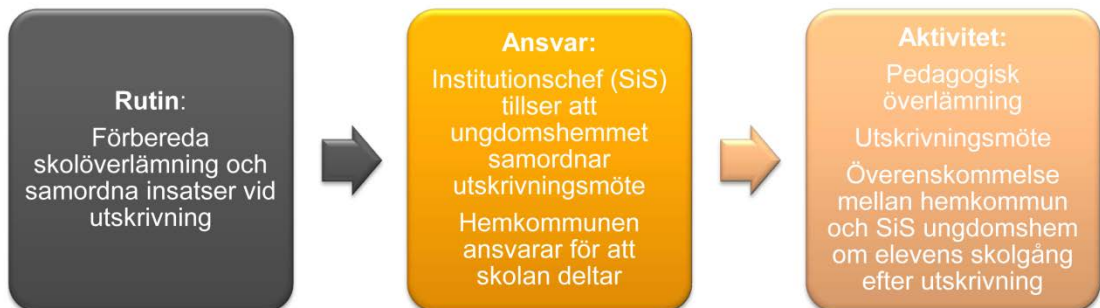 Rutin:
Förbereda
skolöverlämning och
samordna insatser vid
utskrivning
Ansvar:
Institutionschef (SiS)
tillser att
ungdomshemmet
samordnar
utskrivningsmöte
Hemkommunen
ansvarar för att
skolan deltar
Aktivitet:
Pedagogisk
överlämning
Utskrivningsmöte
Överenskommelse
mellan hemkommun
och SiS ungdomshem
om elevens skolgång
efter utskrivning